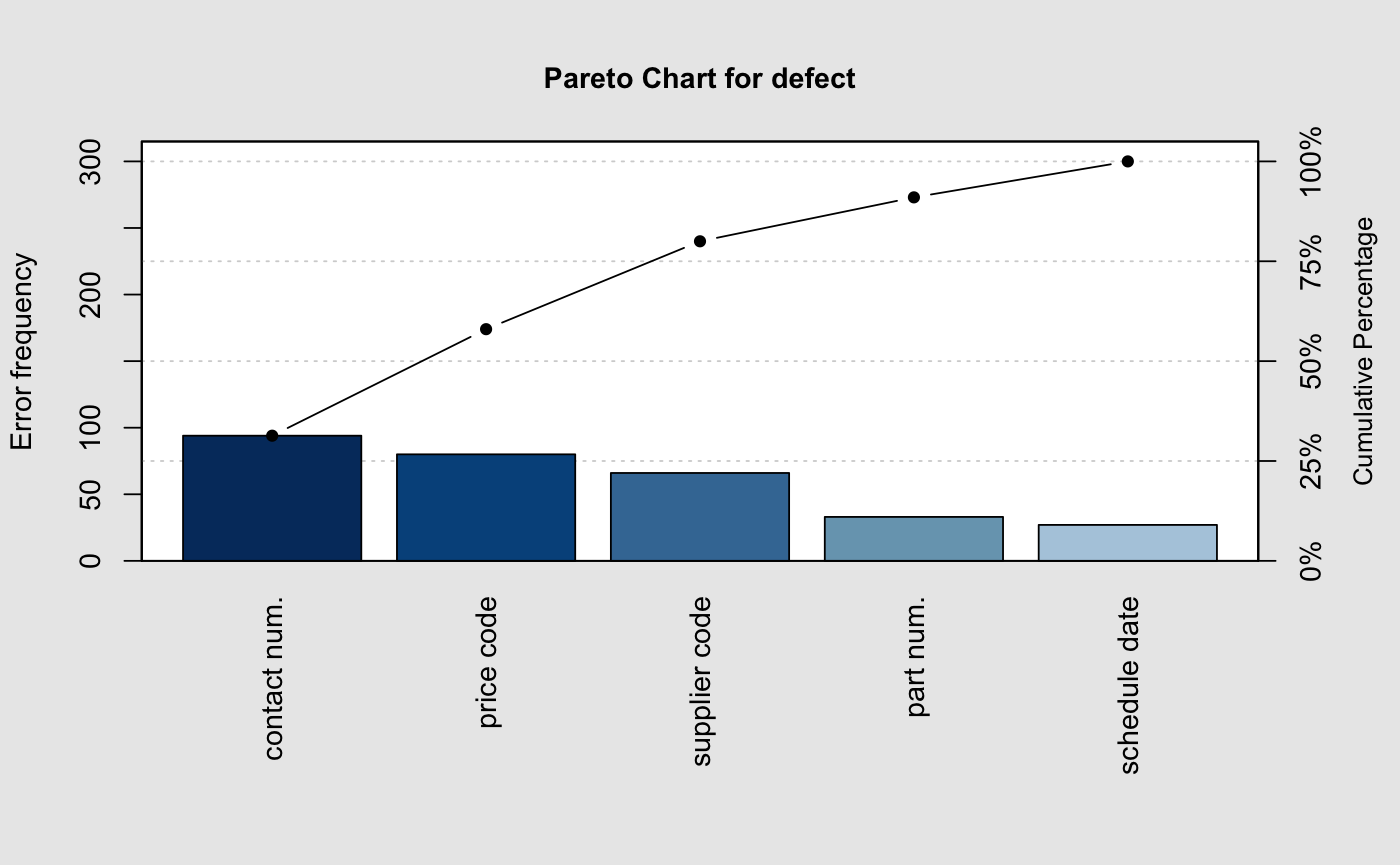 Pareto Chart for defect
Error frequency
300
200
100
50
0
100%
75%
50%
25%
0%
Cumulative Percentage
contact num.
price code
supplier code
part num.
schedule date